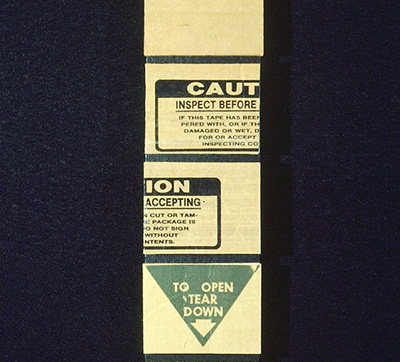 CAUT
INSPECT BEFORE
IF THIS TAPE HAS BEEN
PERED WITH, OR IF TH
DAMAGED OR WET, D
FOR OR ACCEPT
INSPECTING CO
ION
ACCEPTING
N CUT OR TAM-
E PACKAGE IS
DO NOT SIGN
WITHOUT
NTENTS.
TO OPEN
TEAR
DOWN